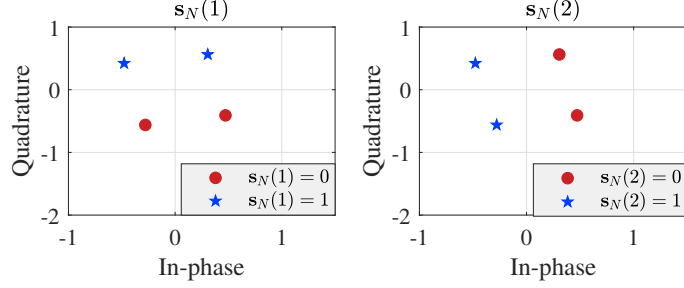 s_N(1)
1
0
-1
-2
Quadrature
-1
0
1
In-phase
s_N(1) = 0
s_N(1) = 1
s_N(2)
1
0
-1
-2
Quadrature
-1
0
1
In-phase
s_N(2) = 0
s_N(2) = 1